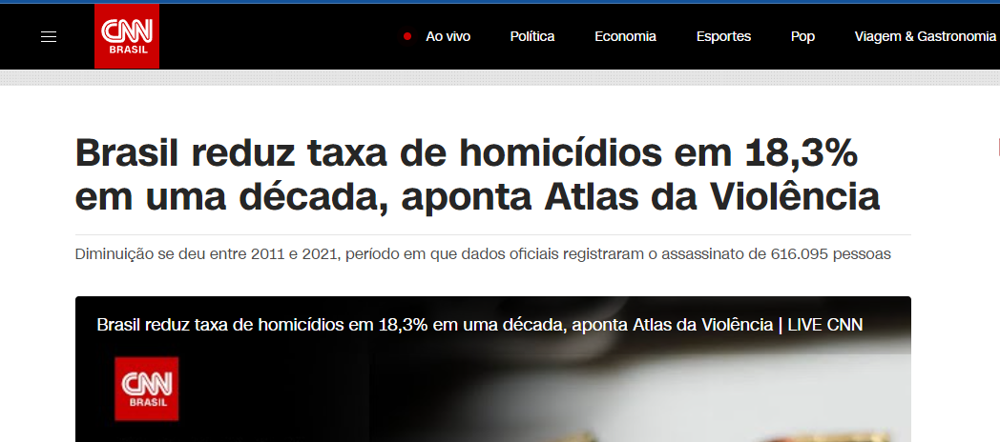 CNN
BRASIL
Ao vivo
Política
Economia
Esportes
Pop
Viagem & Gastronomia
Brasil reduz taxa de homicídios em 18,3%
em uma década, aponta Atlas da Violência
Diminuição se deu entre 2011 e 2021, período em que dados oficiais registraram o assassinato de 616.095 pessoas
Brasil reduz taxa de homicídios em 18,3% em uma década, aponta Atlas da Violência | LIVE CNN
CNN
BRASIL